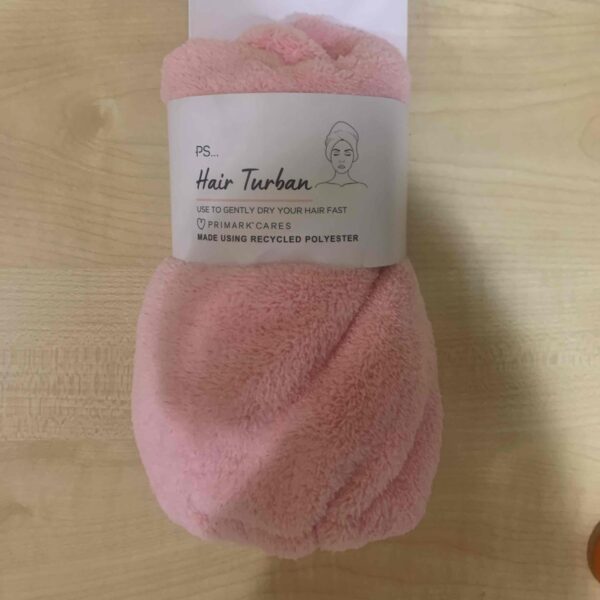 PS...
Hair Turban
USE TO GENTLY DRY YOUR HAIR FAST
PRIMARK CARES
MADE USING RECYCLED POLYESTER